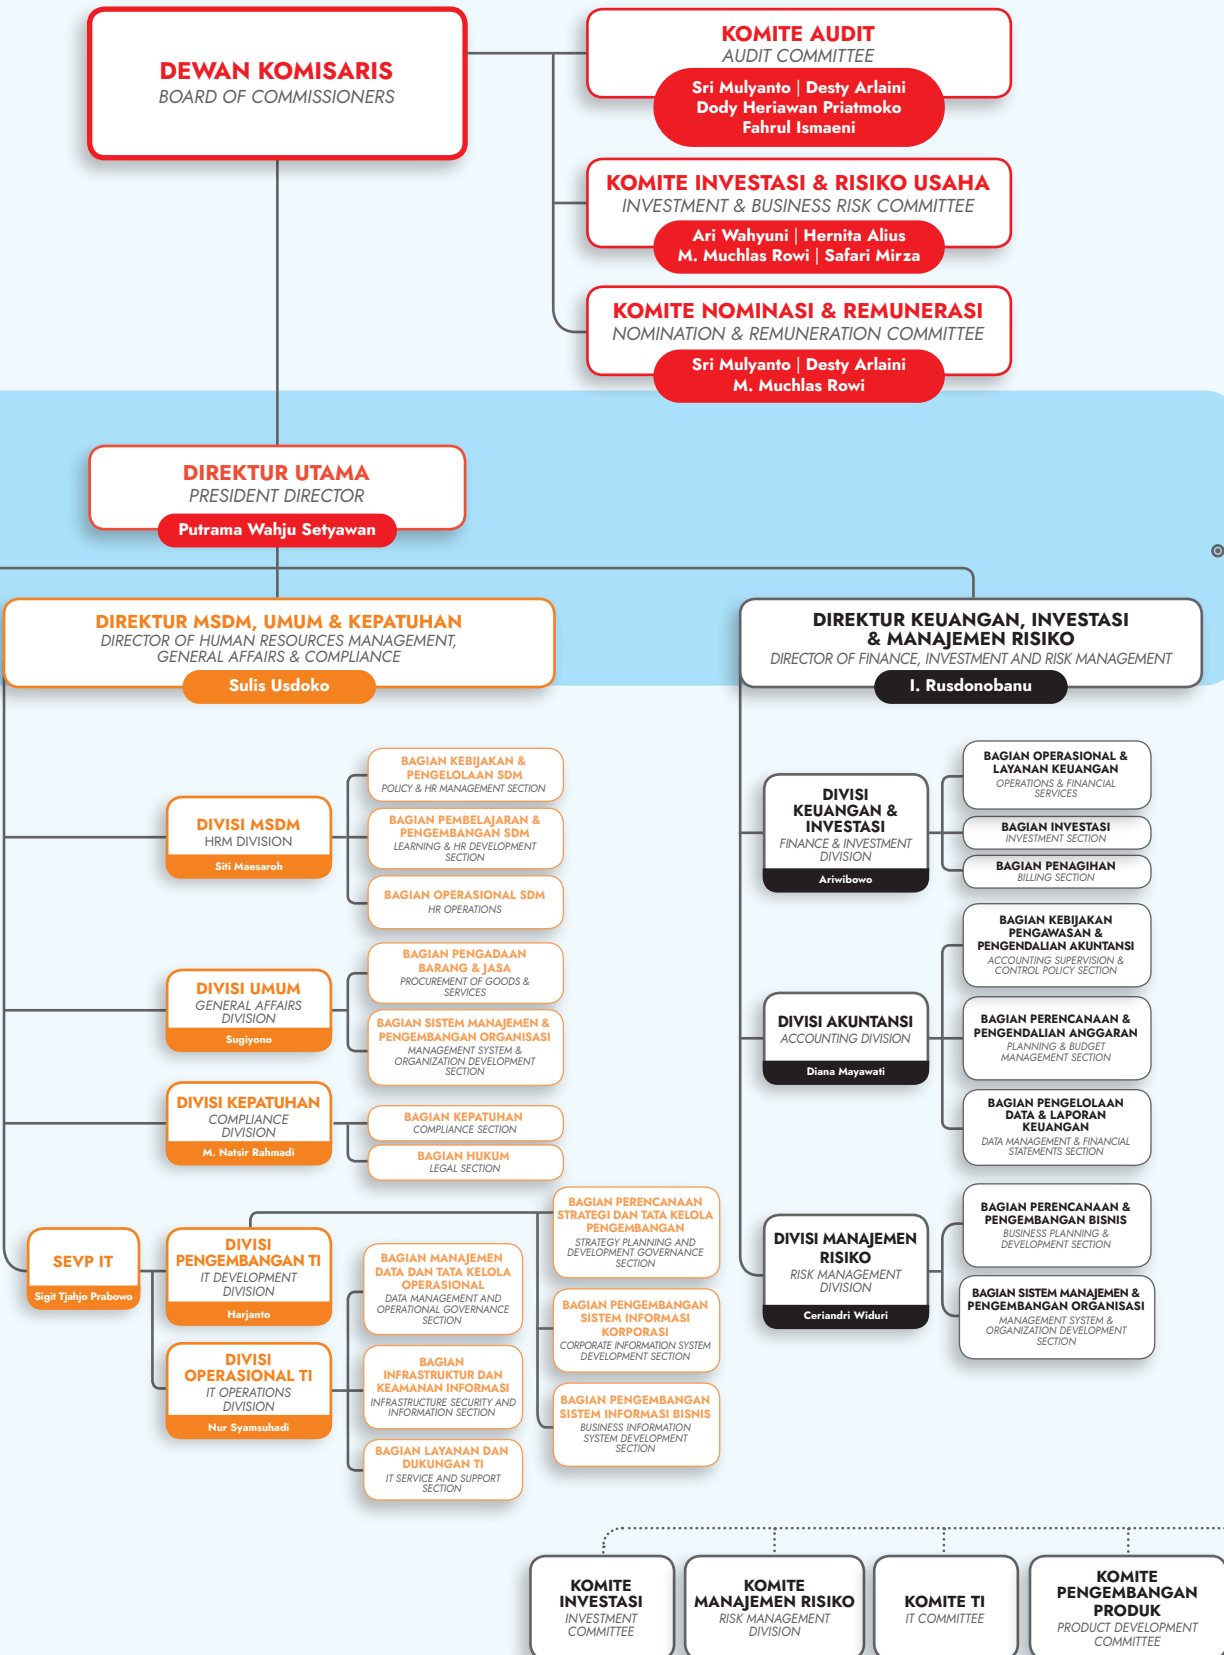 DEWAN KOMISARIS
BOARD OF COMMISSIONERS
KOMITE AUDIT
AUDIT COMMITTEE
Sri Mulyanto | Desty Arlaini
Dody Heriawan Priatmoko
Fahrul Ismaeni
KOMITE INVESTASI & RISIKO USAHA
INVESTMENT & BUSINESS RISK COMMITTEE
Ari Wahyuni | Hernita Alius
M. Muchlas Rowi | Safari Mirza
KOMITE NOMINASI & REMUNERASI
NOMINATION & REMUNERATION COMMITTEE
Sri Mulyanto | Desty Arlaini
M. Muchlas Rowi
DIREKTUR UTAMA
PRESIDENT DIRECTOR
Putrama Wahju Setyawan
DIREKTUR MSDM, UMUM & KEPATUHAN
DIRECTOR OF HUMAN RESOURCES MANAGEMENT,
GENERAL AFFAIRS & COMPLIANCE
Sulis Usdoko
DIVISI MSDM
HRM DIVISION
Siti Maesaroh
BAGIAN KEBIJAKAN &
PENGELOLAAN SDM
POLICY & HR MANAGEMENT SECTION
BAGIAN PEMBELAJARAN &
PENGEMBANGAN SDM
LEARNING & HR DEVELOPMENT
SECTION
BAGIAN OPERASIONAL SDM
HR OPERATIONS
DIVISI UMUM
GENERAL AFFAIRS
DIVISION
Sugiyono
BAGIAN PENGADAAN
BARANG & JASA
PROCUREMENT OF GOODS &
SERVICES
BAGIAN SISTEM MANAJEMEN &
PENGEMBANGAN ORGANISASI
MANAGEMENT SYSTEM &
ORGANIZATION DEVELOPMENT
SECTION
DIVISI KEPATUHAN
COMPLIANCE
DIVISION
M. Natsir Rahmadi
BAGIAN KEPATUHAN
COMPLIANCE SECTION
BAGIAN HUKUM
LEGAL SECTION
SEVP IT
Sigit Tjahjo Prabowo
DIVISI
PENGEMBANGAN TI
IT DEVELOPMENT
DIVISION
Harjanto
BAGIAN PERENCANAAN
STRATEGI DAN TATA KELOLA
PENGEMBANGAN
STRATEGY PLANNING AND
DEVELOPMENT GOVERNANCE
SECTION
BAGIAN PENGEMBANGAN
SISTEM INFORMASI
KORPORASI
CORPORATE INFORMATION SYSTEM
DEVELOPMENT SECTION
BAGIAN PENGEMBANGAN
SISTEM INFORMASI BISNIS
BUSINESS INFORMATION
SYSTEM DEVELOPMENT
SECTION
DIVISI
OPERASIONAL TI
IT OPERATIONS
DIVISION
Nur Syamsuhadi
BAGIAN MANAJEMEN
DATA DAN TATA KELOLA
OPERASIONAL
DATA MANAGEMENT AND
OPERATIONAL GOVERNANCE
SECTION
BAGIAN
INFRASTRUKTUR DAN
KEAMANAN INFORMASI
INFRASTRUCTURE SECURITY AND
INFORMATION SECTION
BAGIAN LAYANAN DAN
DUKUNGAN TI
IT SERVICE AND SUPPORT
SECTION
DIREKTUR KEUANGAN, INVESTASI
& MANAJEMEN RISIKO
DIRECTOR OF FINANCE, INVESTMENT AND RISK MANAGEMENT
I. Rusdonobanu
DIVISI
KEUANGAN &
INVESTASI
FINANCE & INVESTMENT
DIVISION
Ariwibowo
BAGIAN OPERASIONAL &
LAYANAN KEUANGAN
OPERATIONS & FINANCIAL
SERVICES
BAGIAN INVESTASI
INVESTMENT SECTION
BAGIAN PENAGIHAN
BILLING SECTION
DIVISI AKUNTANSI
ACCOUNTING DIVISION
Diana Mayawati
BAGIAN KEBIJAKAN
PENGAWASAN &
PENGENDALIAN AKUNTANSI
ACCOUNTING SUPERVISION &
CONTROL POLICY SECTION
BAGIAN PERENCANAAN &
PENGENDALIAN ANGGARAN
PLANNING & BUDGET
MANAGEMENT SECTION
BAGIAN PENGELOLAAN
DATA & LAPORAN
KEUANGAN
DATA MANAGEMENT & FINANCIAL
STATEMENTS SECTION
DIVISI MANAJEMEN
RISIKO
RISK MANAGEMENT
DIVISION
Ceriandri Widuri
BAGIAN PERENCANAAN &
PENGEMBANGAN BISNIS
BUSINESS PLANNING &
DEVELOPMENT SECTION
BAGIAN SISTEM MANAJEMEN &
PENGEMBANGAN ORGANISASI
MANAGEMENT SYSTEM &
ORGANIZATION DEVELOPMENT
SECTION
KOMITE
INVESTASI
INVESTMENT
COMMITTEE
KOMITE
MANAJEMEN RISIKO
RISK MANAGEMENT
DIVISION
KOMITE TI
IT COMMITTEE
KOMITE
PENGEMBANGAN
PRODUK
PRODUCT DEVELOPMENT
COMMITTEE